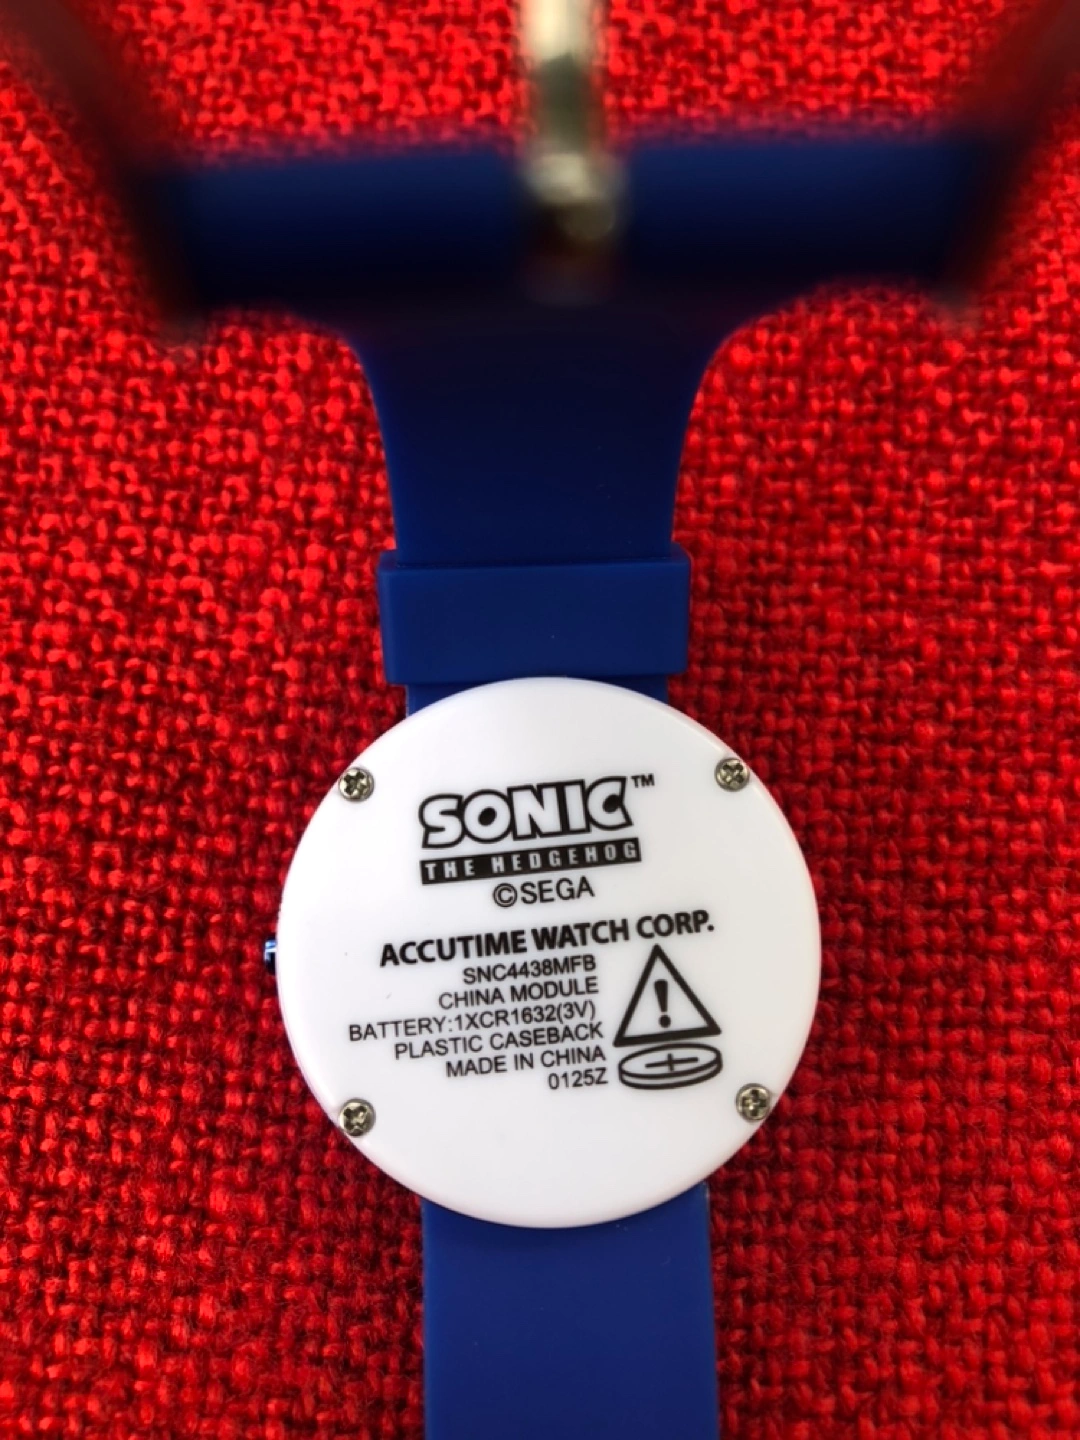 SONIC™
THE HEDGEHOG
©SEGA
ACCUTIME WATCH CORP.
SNC4438MFB
CHINA MODULE
BATTERY:1XCR1632(3V)
PLASTIC CASEBACK
MADE IN CHINA
0125Z